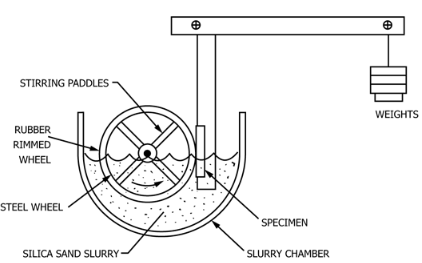 STIRRING PADDLES
WEIGHTS
RUBBER
RIMMED
WHEEL
STEEL WHEEL
SPECIMEN
SILICA SAND SLURRY
SLURRY CHAMBER